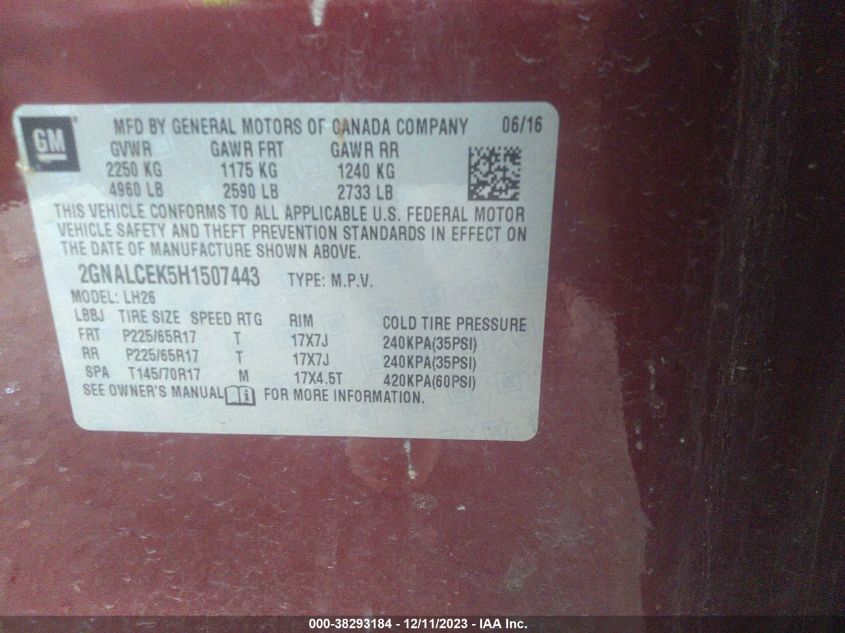 GM
MFD BY GENERAL MOTORS OF CANADA COMPANY 06/16
GVWR GAWR FRT GAWR RR
2250 KG 1175 KG 1240 KG
4960 LB 2590 LB 2733 LB
THIS VEHICLE CONFORMS TO ALL APPLICABLE U.S. FEDERAL MOTOR
VEHICLE SAFETY AND THEFT PREVENTION STANDARDS IN EFFECT ON
THE DATE OF MANUFACTURE SHOWN ABOVE.
2GNALCEK5H1507443 TYPE: M.P.V.
MODEL: LH26
LBBJ TIRE SIZE SPEED RTG RIM COLD TIRE PRESSURE
FRT P225/65R17 T 17X7J 240KPA(35PSI)
RR P225/65R17 T 17X7J 240KPA(35PSI)
SPA T145/70R17 M 17X4.5T 420KPA(60PSI)
SEE OWNER'S MANUAL FOR MORE INFORMATION.
000-38293184 - 12/11/2023 - IAA Inc.